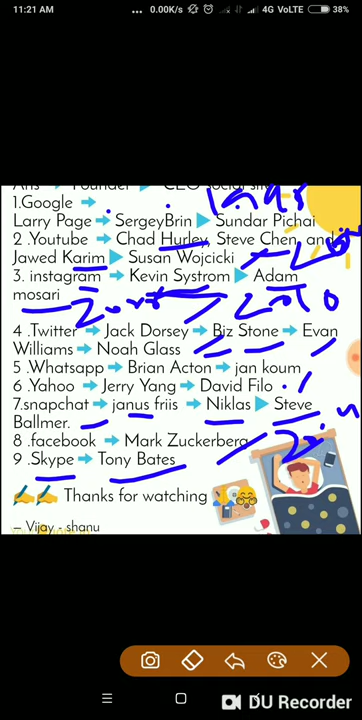 11:21 AM
... 0.00K/s 4G VoLTE 38%
1.Google ➡
Larry Page ➡ SergeyBrin ▶ Sundar Pichai
2 .Youtube ➡ Chad Hurley, Steve Chen, and
Jawed Karim ▶ Susan Wojcicki
3. instagram ➡ Kevin Systrom ▶ Adam
mosari
4 .Twitter ➡ Jack Dorsey ➡ Biz Stone ➡ Evan
Williams ➡ Noah Glass
5 .Whatsapp ➡ Brian Acton ➡ jan koum
6 .Yahoo ➡ Jerry Yang ➡ David Filo
7.snapchat ➡ janus friis ➡ Niklas ▶ Steve
Ballmer.
8 .facebook ➡ Mark Zuckerberg
9 .Skype ➡ Tony Bates
✍✍ Thanks for watching
– Vijay - shanu
DU Recorder